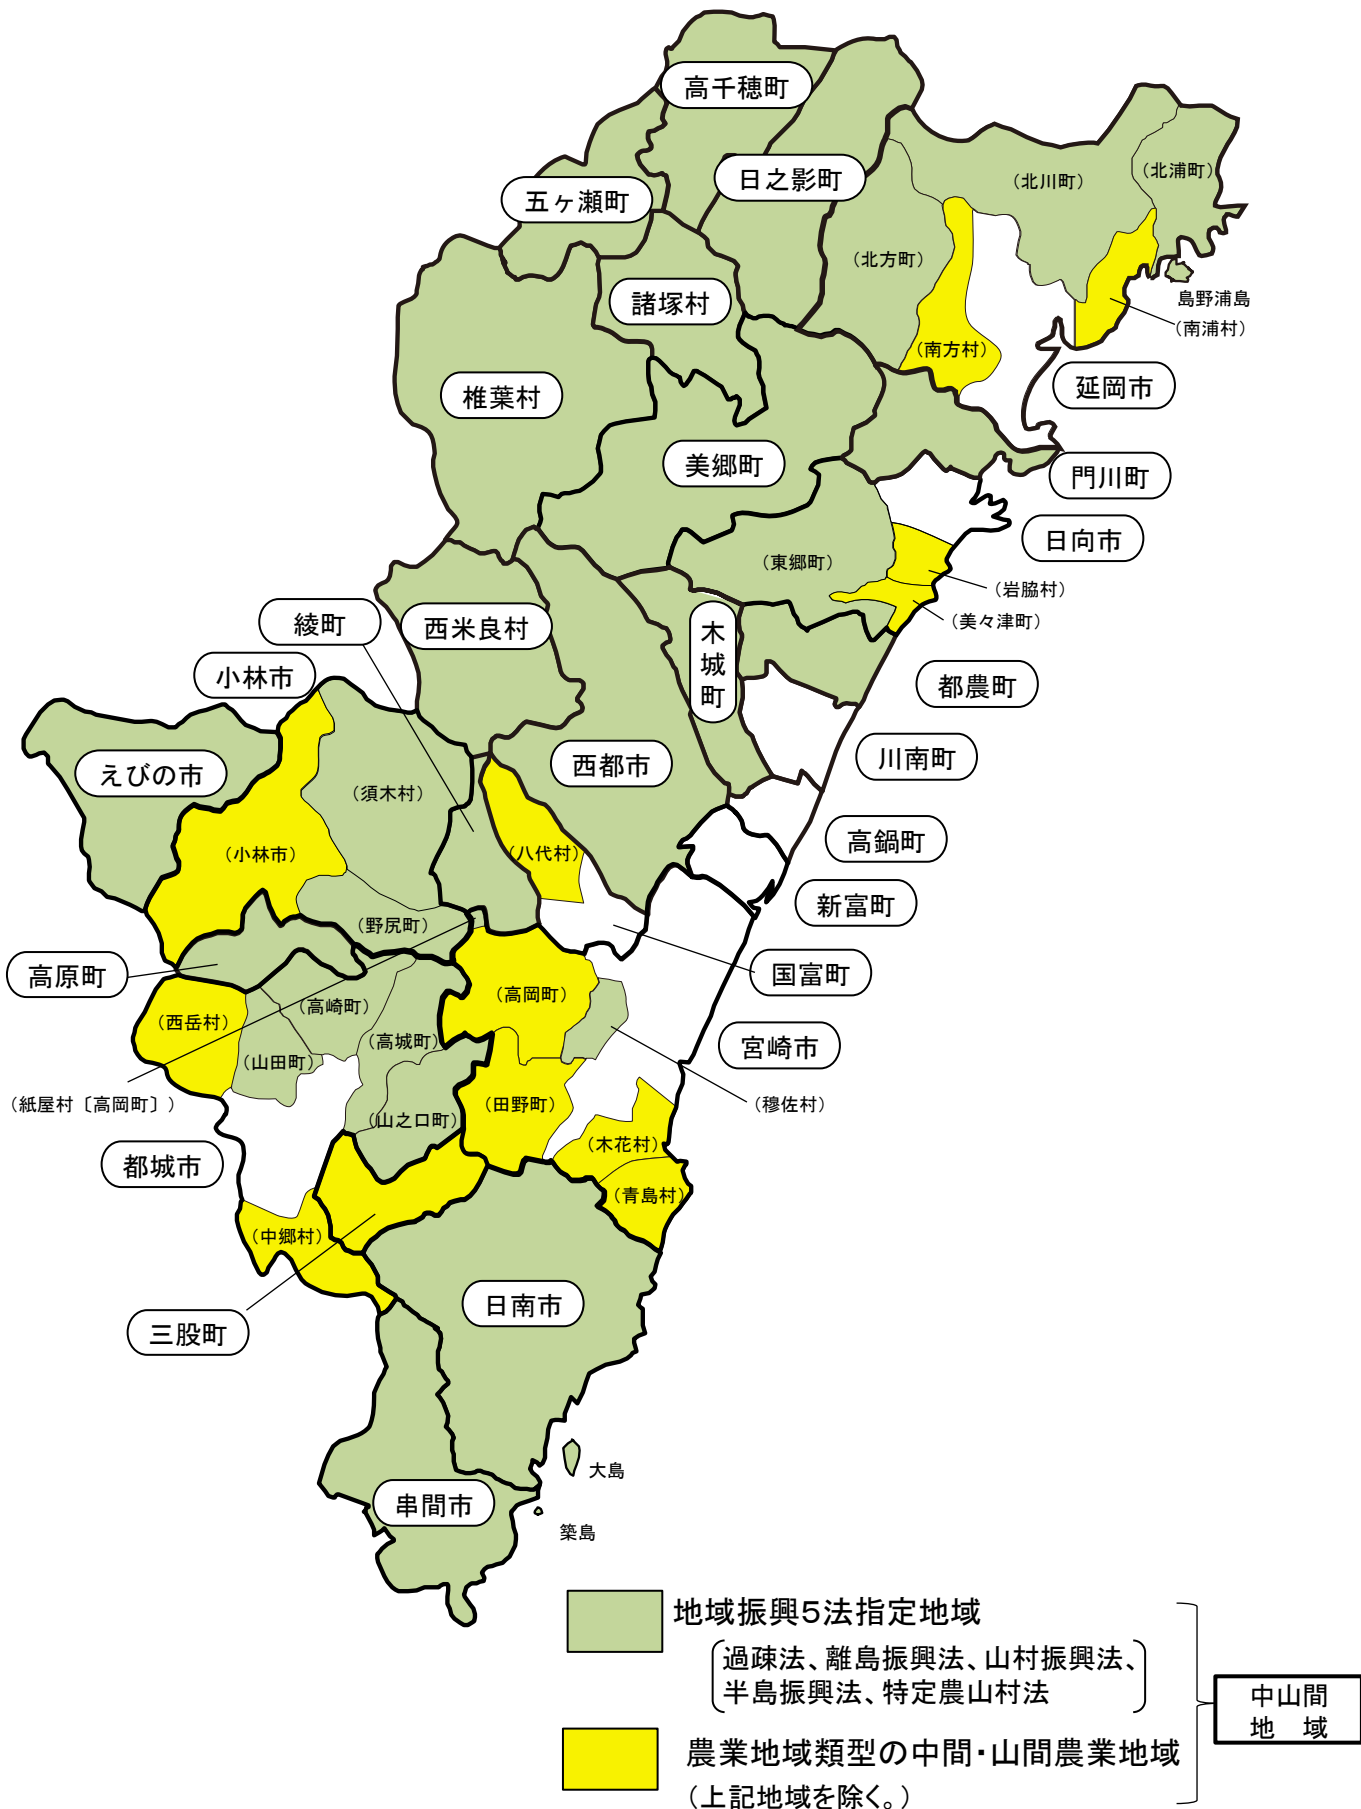 高千穂町
日之影町
五ヶ瀬町
(北川町)
(北浦町)
(北方町)
諸塚村
島野浦島
(南浦村)
(南方村)
延岡市
椎葉村
美郷町
門川町
日向市
(東郷町)
(岩脇村)
(美々津町)
綾町
西米良村
木城町
小林市
都農町
川南町
えびの市
西都市
(須木村)
高鍋町
(小林市)
(八代村)
新富町
(野尻町)
高原町
国富町
(高岡町)
(高崎町)
(西岳村)
(高城町)
宮崎市
(山田町)
(紙屋村〔高岡町〕)
(田野町)
(穆佐村)
(山之口町)
(木花村)
都城市
(青島村)
(中郷村)
日南市
三股町
大島
串間市
築島
地域振興5法指定地域
過疎法、離島振興法、山村振興法、
半島振興法、特定農山村法
中山間
地 域
農業地域類型の中間・山間農業地域
(上記地域を除く。)